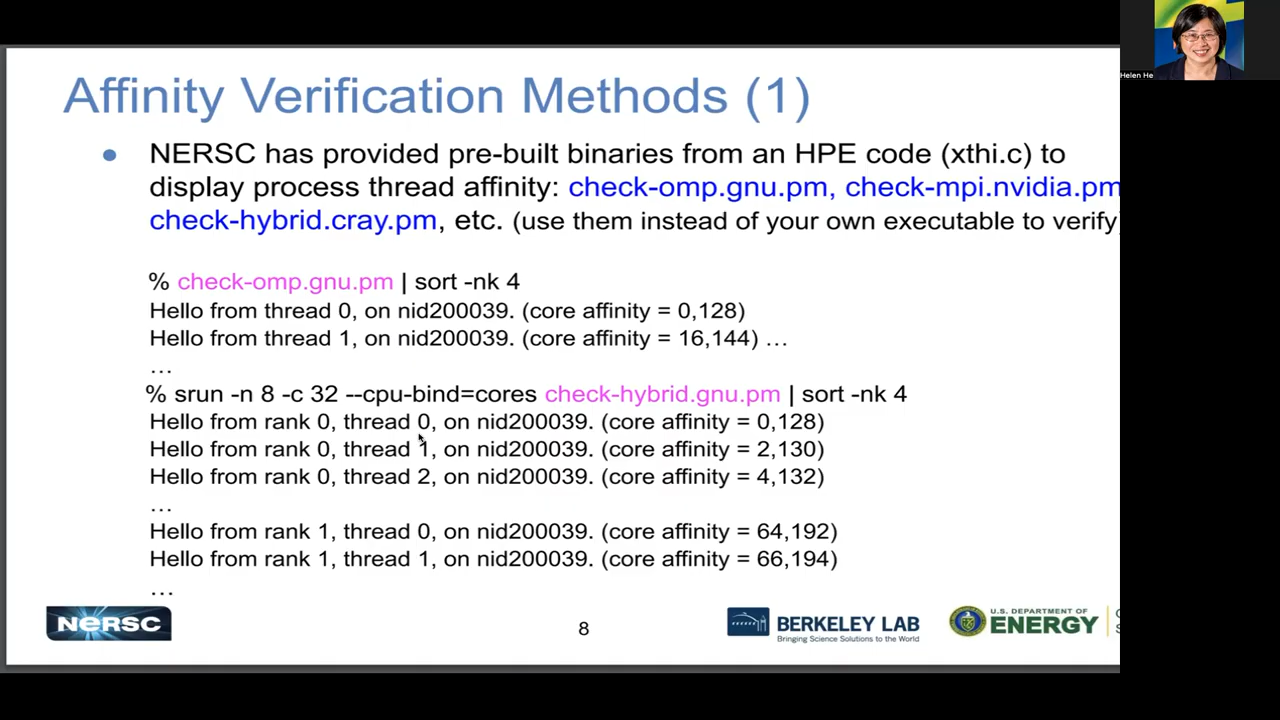 Affinity Verification Methods (1)
Helen He
● NERSC has provided pre-built binaries from an HPE code (xthi.c) to
display process thread affinity: check-omp.gnu.pm, check-mpi.nvidia.pm
check-hybrid.cray.pm, etc. (use them instead of your own executable to verify)
% check-omp.gnu.pm | sort -nk 4
Hello from thread 0, on nid200039. (core affinity = 0,128)
Hello from thread 1, on nid200039. (core affinity = 16,144) …
…
% srun -n 8 -c 32 --cpu-bind=cores check-hybrid.gnu.pm | sort -nk 4
Hello from rank 0, thread 0, on nid200039. (core affinity = 0,128)
Hello from rank 0, thread 1, on nid200039. (core affinity = 2,130)
Hello from rank 0, thread 2, on nid200039. (core affinity = 4,132)
…
Hello from rank 1, thread 0, on nid200039. (core affinity = 64,192)
Hello from rank 1, thread 1, on nid200039. (core affinity = 66,194)
…
NERSC
8
BERKELEY LAB
Bringing Science Solutions to the World
U.S. DEPARTMENT OF
ENERGY